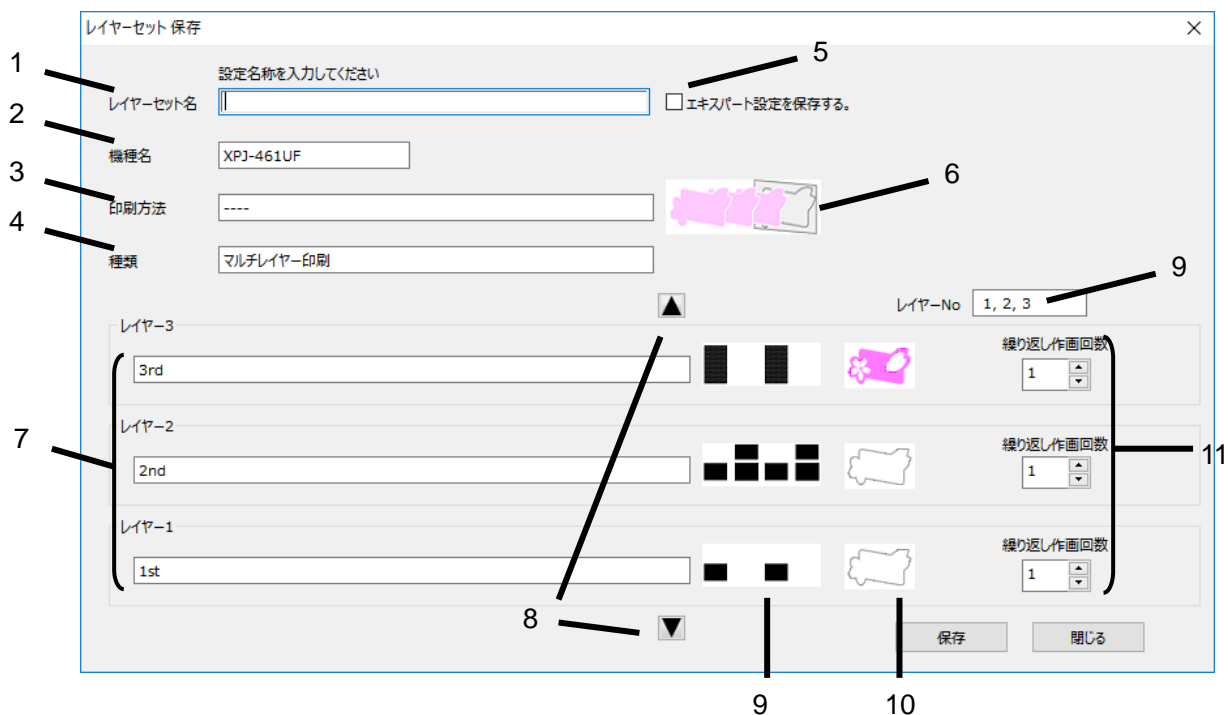 レイヤーセット 保存
1
5
設定名称を入力してください
レイヤーセット名
エキスパート設定を保存する。
2
機種名
XPJ-461UF
3
6
印刷方法
----
4
種類
マルチレイヤー印刷
9
レイヤーNo
1, 2, 3
レイヤー3
繰り返し作画回数
3rd
1
7
レイヤー2
繰り返し作画回数
11
2nd
1
レイヤー1
繰り返し作画回数
1st
1
8
保存
閉じる
9
10